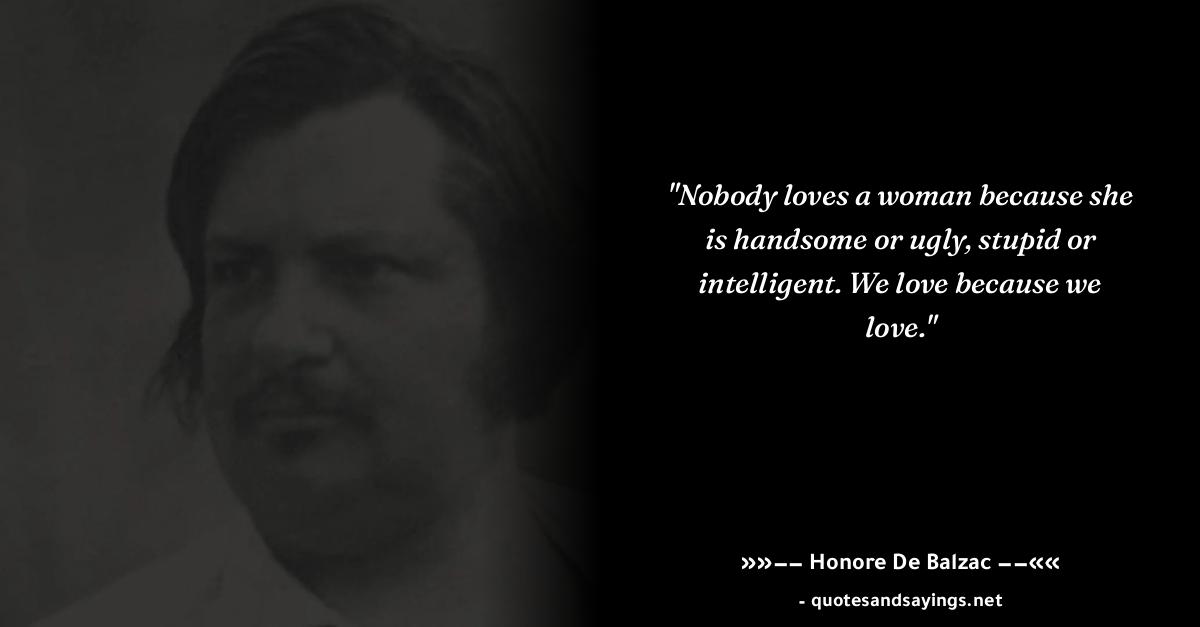 "Nobody loves a woman because she
is handsome or ugly, stupid or
intelligent. We love because we
love."
»»−− Honore De Balzac −−««
- quotesandsayings.net